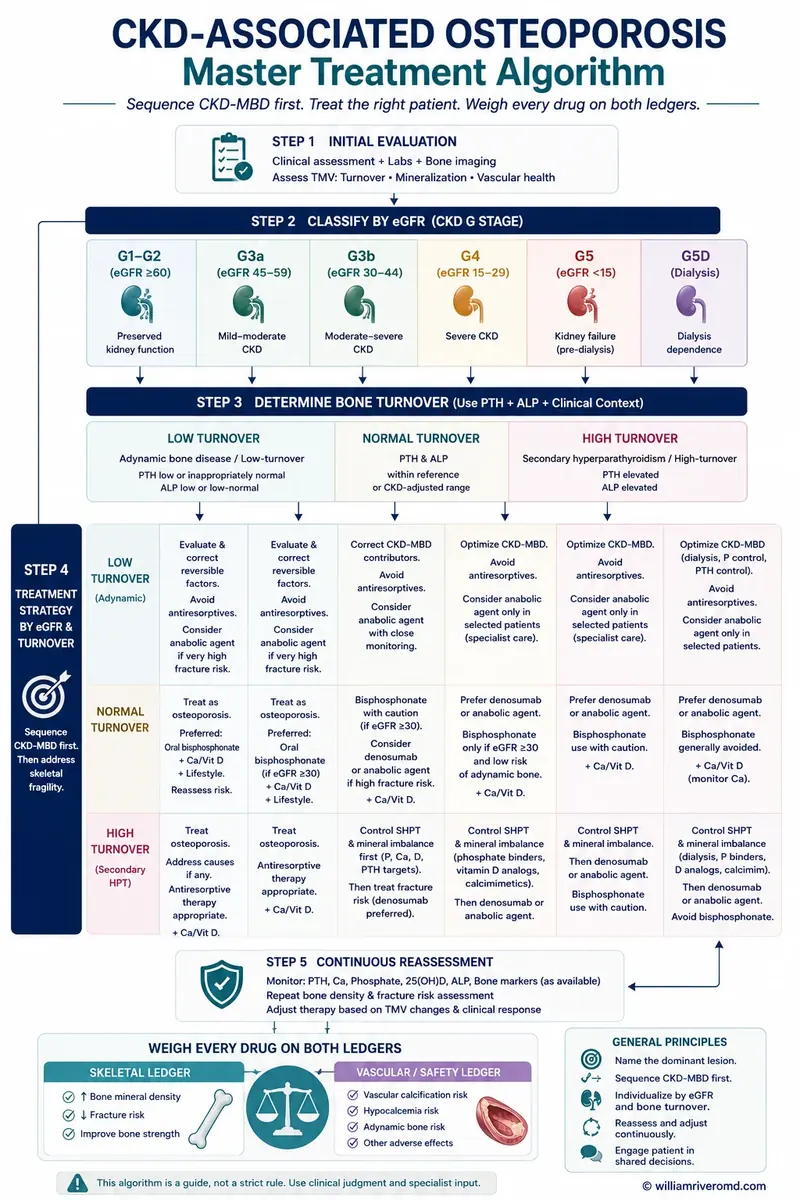 CKD-ASSOCIATED OSTEOPOROSIS
Master Treatment Algorithm
Sequence CKD-MBD first. Treat the right patient. Weigh every drug on both ledgers.
STEP 1 INITIAL EVALUATION
Clinical assessment + Labs + Bone imaging
Assess TMV: Turnover • Mineralization • Vascular health
STEP 2 CLASSIFY BY eGFR (CKD G STAGE)
G1–G2
(eGFR ≥60)
Preserved
kidney function
G3a
(eGFR 45–59)
Mild–moderate
CKD
G3b
(eGFR 30–44)
Moderate–severe
CKD
G4
(eGFR 15–29)
Severe CKD
G5
(eGFR <15)
Kidney failure
(pre-dialysis)
G5D
(Dialysis)
Dialysis
dependence
STEP 3 DETERMINE BONE TURNOVER (Use PTH + ALP + Clinical Context)
LOW TURNOVER
Adynamic bone disease / Low-turnover
PTH low or inappropriately normal
ALP low or low-normal
NORMAL TURNOVER
PTH & ALP
within reference
or CKD-adjusted range
HIGH TURNOVER
Secondary hyperparathyroidism / High-turnover
PTH elevated
ALP elevated
STEP 4
TREATMENT
STRATEGY
BY eGFR &
TURNOVER
Sequence
CKD-MBD first.
Then address
skeletal
fragility.
LOW
TURNOVER
(Adynamic)
Evaluate &
correct
reversible
factors.
Avoid
antiresorptives.
Consider
anabolic agent
if very high
fracture risk.
Evaluate &
correct
reversible
factors.
Avoid
antiresorptives.
Consider
anabolic agent
if very high
fracture risk.
Correct CKD-MBD
contributors.
Avoid
antiresorptives.
Consider
anabolic agent
with close
monitoring.
Optimize CKD-MBD.
Avoid
antiresorptives.
Consider anabolic
agent only in
selected patients
(specialist care).
Optimize CKD-MBD.
Avoid
antiresorptives.
Consider anabolic
agent only in
selected patients
(specialist care).
Optimize CKD-MBD
(dialysis, P control,
PTH control).
Avoid
antiresorptives.
Consider anabolic
agent only in
selected patients.
NORMAL
TURNOVER
Treat as
osteoporosis.
Preferred:
Oral bisphosphonate
+ Ca/Vit D
+ Lifestyle.
Reassess risk.
Treat as
osteoporosis.
Preferred:
Oral
bisphosphonate
(if eGFR ≥30)
+ Ca/Vit D
+ Lifestyle.
Bisphosphonate
with caution
(if eGFR ≥30).
Consider
denosumab
or anabolic agent
if high fracture risk.
+ Ca/Vit D.
Prefer denosumab
or anabolic agent.
Bisphosphonate
only if eGFR ≥30
and low risk
of adynamic bone.
+ Ca/Vit D.
Prefer denosumab
or anabolic agent.
Bisphosphonate
use with caution.
+ Ca/Vit D.
Prefer denosumab
or anabolic agent.
Bisphosphonate
generally avoided.
+ Ca/Vit D
(monitor Ca).
HIGH
TURNOVER
(Secondary
HPT)
Treat
osteoporosis.
Address causes
if any.
Antiresorptive
therapy
appropriate.
+ Ca/Vit D.
Treat
osteoporosis.
Antiresorptive
therapy
appropriate.
+ Ca/Vit D.
Control SHPT
& mineral imbalance
first (P, Ca, D,
PTH targets).
Then treat fracture
risk (denosumab
preferred).
Control SHPT
& mineral imbalance
(phosphate binders,
vitamin D analogs,
calcimimetics).
Then denosumab or
anabolic agent.
Control SHPT
& mineral imbalance.
Then denosumab
or anabolic agent.
Bisphosphonate
use with caution.
Control SHPT
& mineral imbalance
(dialysis, P binders,
D analogs, calcimim).
Then denosumab
or anabolic agent.
Avoid bisphosphonate.
STEP 5 CONTINUOUS REASSESSMENT
Monitor: PTH, Ca, Phosphate, 25(OH)D, ALP, Bone markers (as available)
Repeat bone density & fracture risk assessment
Adjust therapy based on TMV changes & clinical response
WEIGH EVERY DRUG ON BOTH LEDGERS
SKELETAL LEDGER
↑ Bone mineral density
↓ Fracture risk
Improve bone strength
VASCULAR / SAFETY LEDGER
Vascular calcification risk
Hypocalcemia risk
Adynamic bone risk
Other adverse effects
GENERAL PRINCIPLES
Name the dominant lesion.
Sequence CKD-MBD first.
Individualize by eGFR
and bone turnover.
Reassess and adjust
continuously.
Engage patient in
shared decisions.
This algorithm is a guide, not a strict rule. Use clinical judgment and specialist input.
© williamriveromd.com